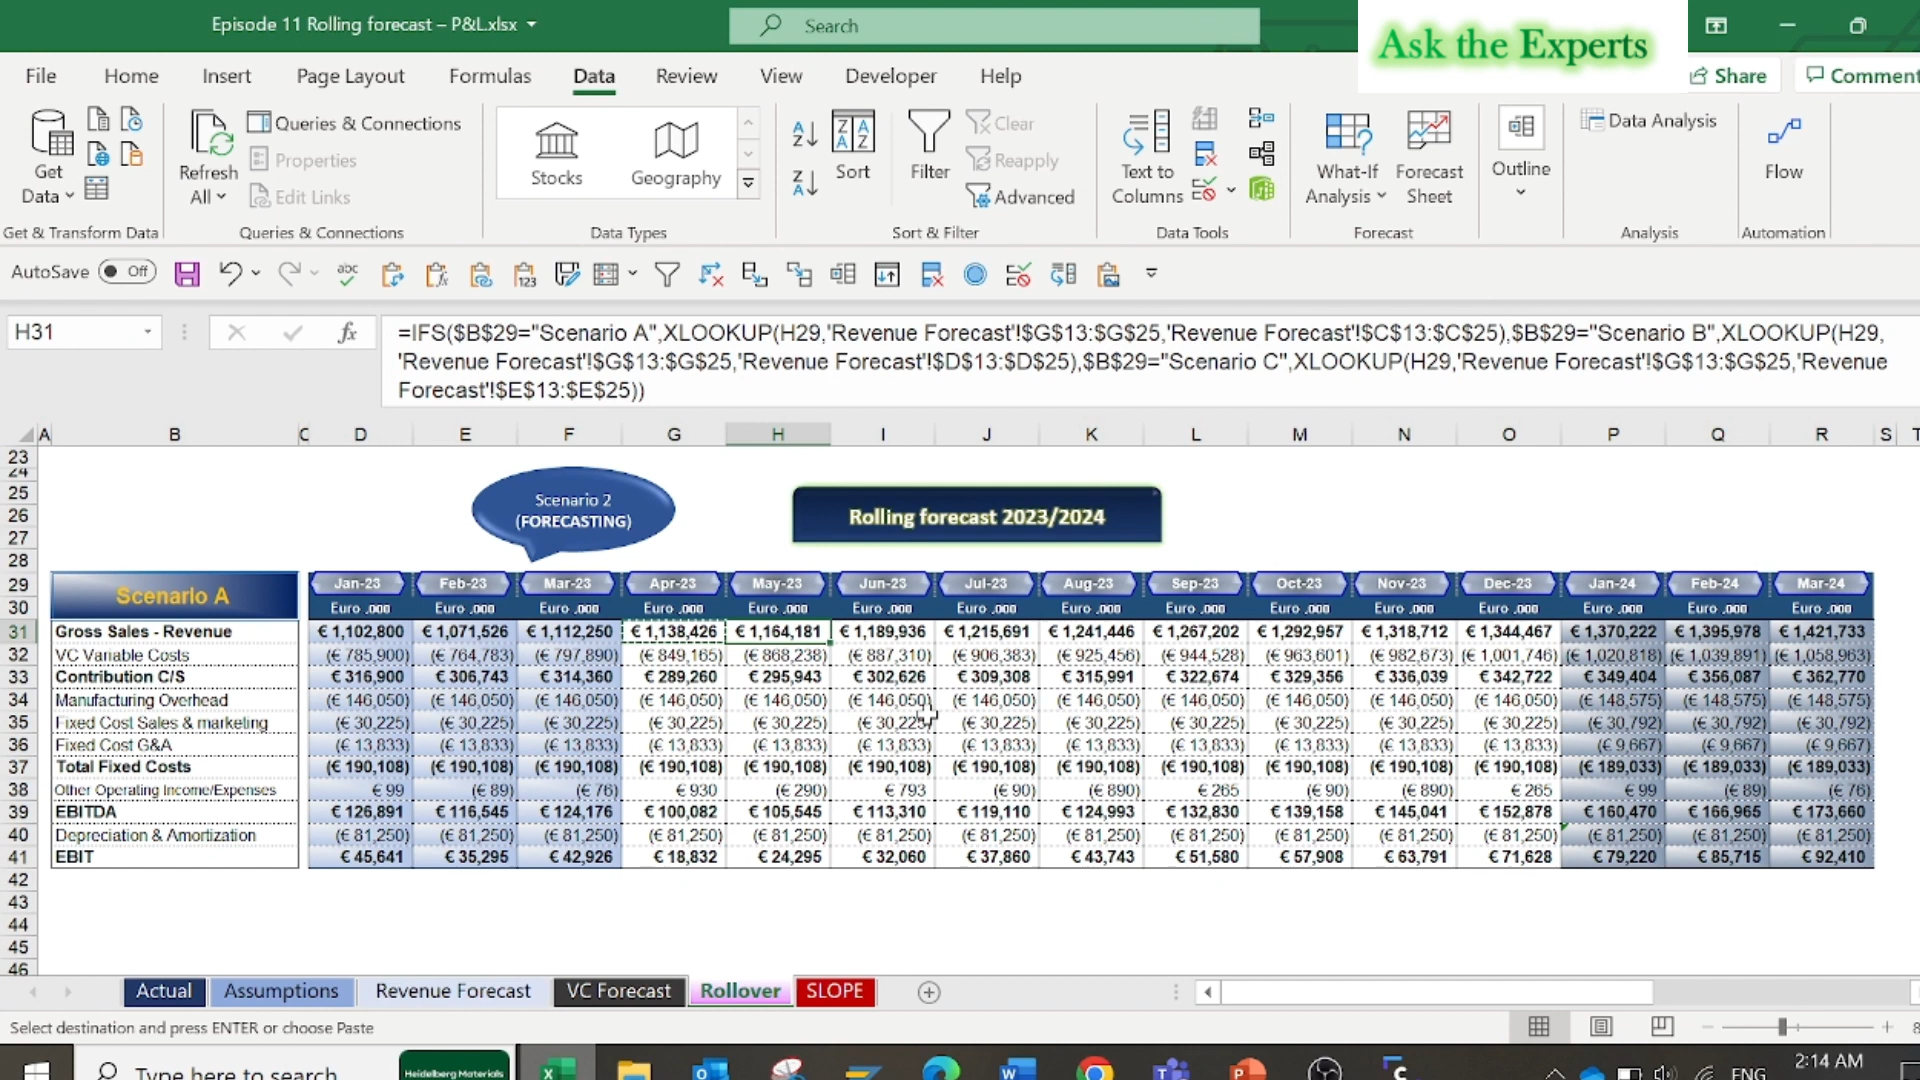 Episode 11 Rolling forecast – P&L.xlsx
Search
Ask the Experts
File Home Insert Page Layout Formulas Data Review View Developer Help
Share
Comment
Get Data
Refresh All
Queries & Connections
Properties
Edit Links
Stocks
Geography
Sort
Filter
Clear
Reapply
Advanced
Text to Columns
What-If Analysis
Forecast Sheet
Outline
Data Analysis
Flow
Get & Transform Data Queries & Connections Data Types Sort & Filter Data Tools Forecast Analysis Automation
AutoSave Off
H31
=IFS($B$29="Scenario A",XLOOKUP(H29,'Revenue Forecast'!$G$13:$G$25,'Revenue Forecast'!$C$13:$C$25),$B$29="Scenario B",XLOOKUP(H29,
'Revenue Forecast'!$G$13:$G$25,'Revenue Forecast'!$D$13:$D$25),$B$29="Scenario C",XLOOKUP(H29,'Revenue Forecast'!$G$13:$G$25,'Revenue
Forecast'!$E$13:$E$25))
A B C D E F G H I J K L M N O P Q R S T
23
24
25
26
27
28
Scenario 2
(FORECASTING)
Rolling forecast 2023/2024
Scenario A
29 Jan-23 Feb-23 Mar-23 Apr-23 May-23 Jun-23 Jul-23 Aug-23 Sep-23 Oct-23 Nov-23 Dec-23 Jan-24 Feb-24 Mar-24
30 Euro .000 Euro .000 Euro .000 Euro .000 Euro .000 Euro .000 Euro .000 Euro .000 Euro .000 Euro .000 Euro .000 Euro .000 Euro .000 Euro .000 Euro .000
31 Gross Sales - Revenue € 1,102,800 € 1,071,526 € 1,112,250 € 1,138,426 € 1,164,181 € 1,189,936 € 1,215,691 € 1,241,446 € 1,267,202 € 1,292,957 € 1,318,712 € 1,344,467 € 1,370,222 € 1,395,978 € 1,421,733
32 VC Variable Costs (€ 785,900) (€ 764,783) (€ 797,890) (€ 849,165) (€ 868,238) (€ 887,310) (€ 906,383) (€ 925,456) (€ 944,528) (€ 963,601) (€ 982,673) (€ 1,001,746) (€ 1,020,818) (€ 1,039,891) (€ 1,058,963)
33 Contribution C/S € 316,900 € 306,743 € 314,360 € 289,260 € 295,943 € 302,626 € 309,308 € 315,991 € 322,674 € 329,356 € 336,039 € 342,722 € 349,404 € 356,087 € 362,770
34 Manufacturing Overhead (€ 146,050) (€ 146,050) (€ 146,050) (€ 146,050) (€ 146,050) (€ 146,050) (€ 146,050) (€ 146,050) (€ 146,050) (€ 146,050) (€ 146,050) (€ 146,050) (€ 148,575) (€ 148,575) (€ 148,575)
35 Fixed Cost Sales & marketing (€ 30,225) (€ 30,225) (€ 30,225) (€ 30,225) (€ 30,225) (€ 30,225) (€ 30,225) (€ 30,225) (€ 30,225) (€ 30,225) (€ 30,225) (€ 30,225) (€ 30,792) (€ 30,792) (€ 30,792)
36 Fixed Cost G&A (€ 13,833) (€ 13,833) (€ 13,833) (€ 13,833) (€ 13,833) (€ 13,833) (€ 13,833) (€ 13,833) (€ 13,833) (€ 13,833) (€ 13,833) (€ 13,833) (€ 9,667) (€ 9,667) (€ 9,667)
37 Total Fixed Costs (€ 190,108) (€ 190,108) (€ 190,108) (€ 190,108) (€ 190,108) (€ 190,108) (€ 190,108) (€ 190,108) (€ 190,108) (€ 190,108) (€ 190,108) (€ 190,108) (€ 189,033) (€ 189,033) (€ 189,033)
38 Other Operating Income/Expenses € 99 (€ 89) (€ 76) € 930 (€ 290) € 793 (€ 90) (€ 890) € 265 (€ 90) (€ 890) € 265 € 99 (€ 89) (€ 76)
39 EBITDA € 126,891 € 116,545 € 124,176 € 100,082 € 105,545 € 113,310 € 119,110 € 124,993 € 132,830 € 139,158 € 145,041 € 152,878 € 160,470 € 166,965 € 173,660
40 Depreciation & Amortization (€ 81,250) (€ 81,250) (€ 81,250) (€ 81,250) (€ 81,250) (€ 81,250) (€ 81,250) (€ 81,250) (€ 81,250) (€ 81,250) (€ 81,250) (€ 81,250) (€ 81,250) (€ 81,250) (€ 81,250)
41 EBIT € 45,641 € 35,295 € 42,926 € 18,832 € 24,295 € 32,060 € 37,860 € 43,743 € 51,580 € 57,908 € 63,791 € 71,628 € 79,220 € 85,715 € 92,410
42
43
44
45
46
Actual Assumptions Revenue Forecast VC Forecast Rollover SLOPE
Select destination and press ENTER or choose Paste
Type here to search
Heidelberg Materials
ENG
2:14 AM